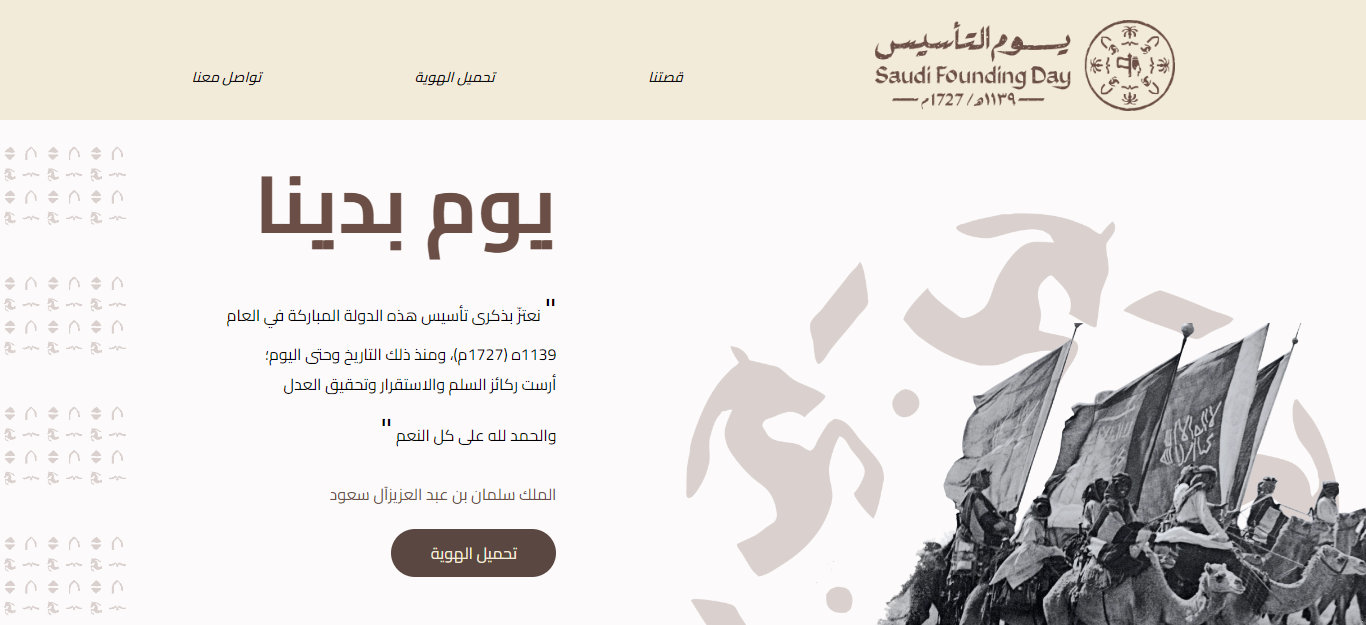 يوم التأسيس
Saudi Founding Day
١١٣٩هـ / 1727م
قصتنا
تحميل الهوية
تواصل معنا
يوم بدينا
" نعتزّ بذكرى تأسيس هذه الدولة المباركة في العام
1139ه (1727م)، ومنذ ذلك التاريخ وحتى اليوم؛
أرست ركائز السلم والاستقرار وتحقيق العدل
والحمد لله على كل النعم "
الملك سلمان بن عبد العزيزآل سعود
تحميل الهوية